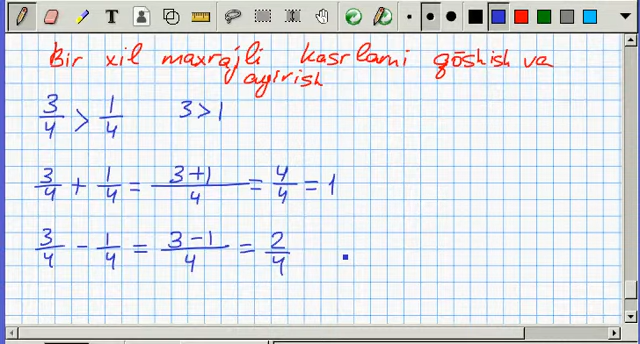 Bir xil maxrajli kasrlarni qōshish va
ayirish
3/4 > 1/4 3 > 1
3/4 + 1/4 = (3+1)/4 = 4/4 = 1
3/4 - 1/4 = (3-1)/4 = 2/4